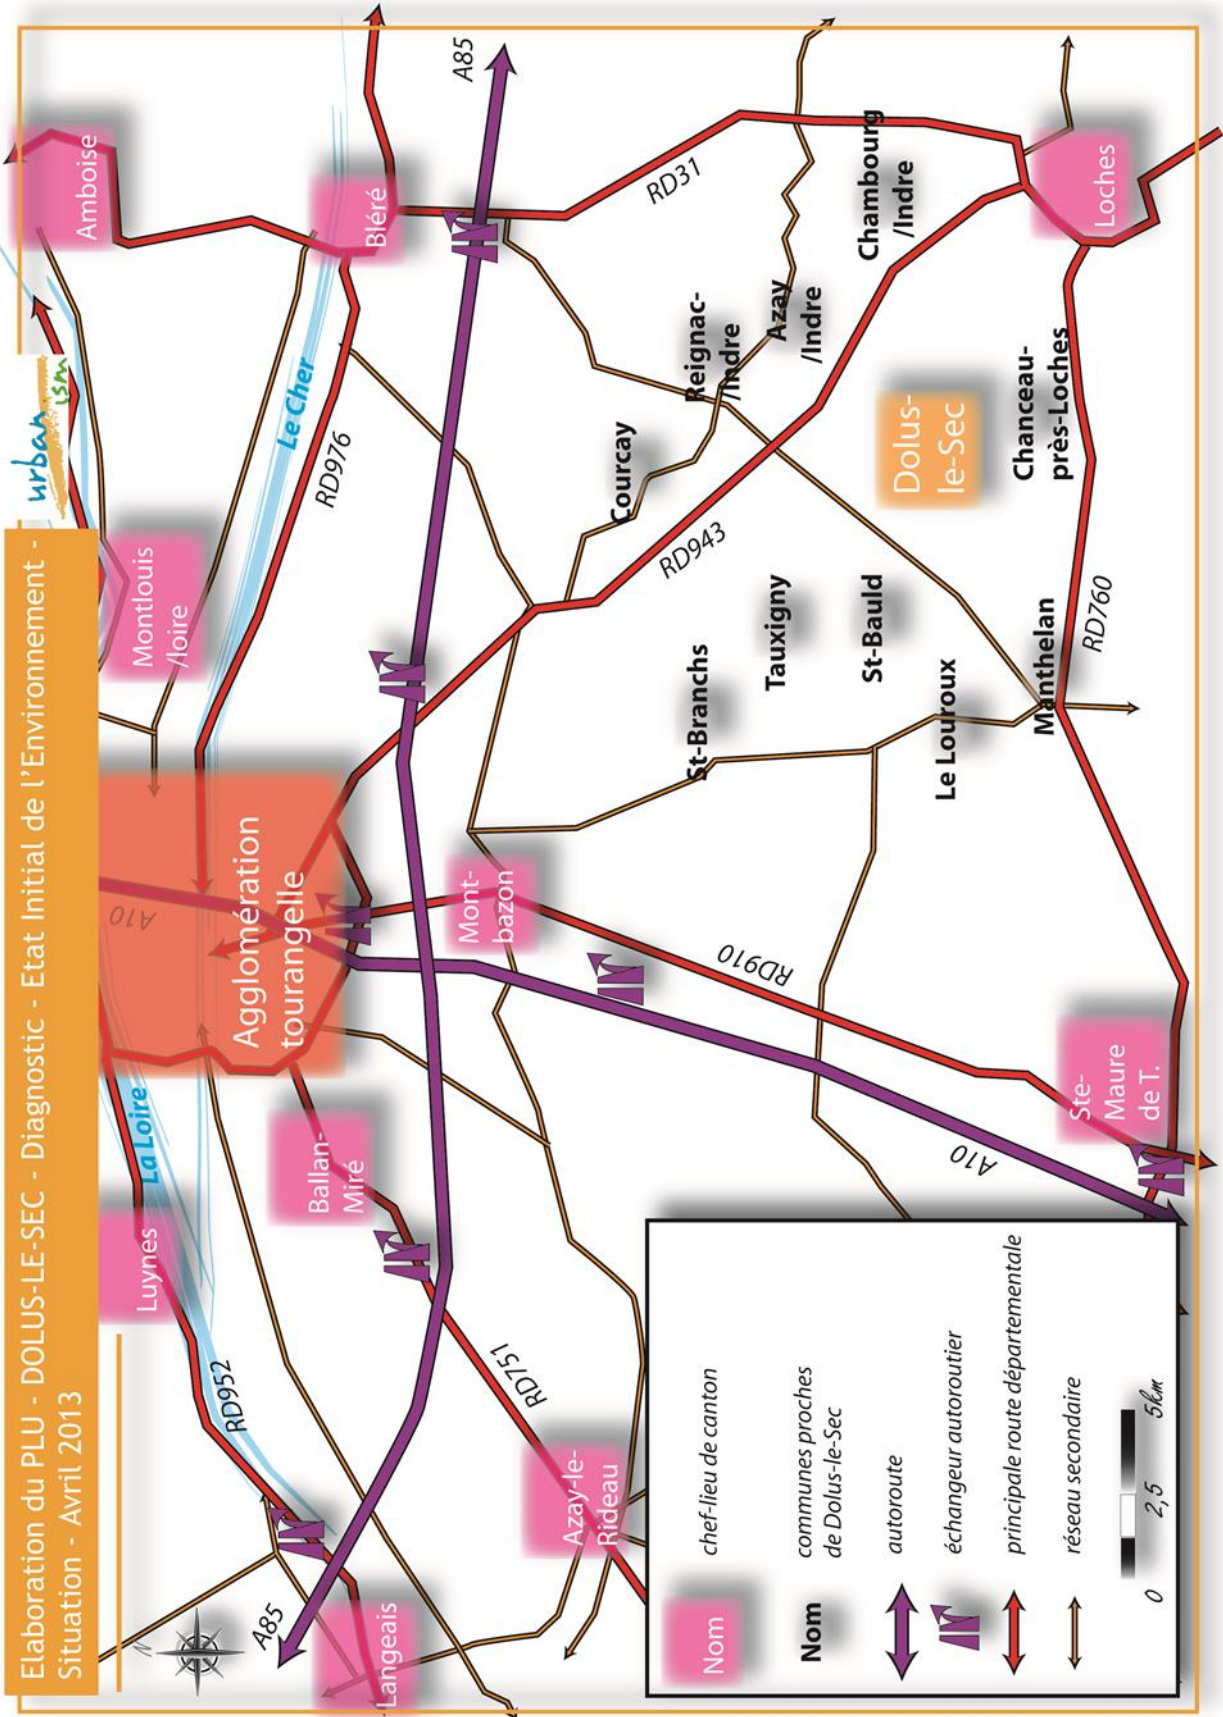 Elaboration du PLU - DOLUS-LE-SEC - Diagnostic - Etat Initial de l'Environnement -
Situation - Avril 2013
urban
ism
N
Amboise
Montlouis
/loire
Luynes
La Loire
A10
Agglomération
tourangelle
Le Cher
RD976
Bléré
A85
RD952
Ballan-
Miré
Langeais
A85
RD751
Azay-le-
Rideau
Mont-
bazon
RD910
A10
Ste-
Maure
de T.
RD31
RD943
Courcay
Reignac-
/Indre
Azay
/Indre
Chambourg
/Indre
Loches
Dolus-
le-Sec
Chanceau-
près-Loches
Tauxigny
St-Bauld
St-Branchs
Le Louroux
Manthelan
RD760
Nom
chef-lieu de canton
Nom
communes proches
de Dolus-le-Sec
autoroute
échangeur autoroutier
principale route départementale
réseau secondaire
0 2,5 5km